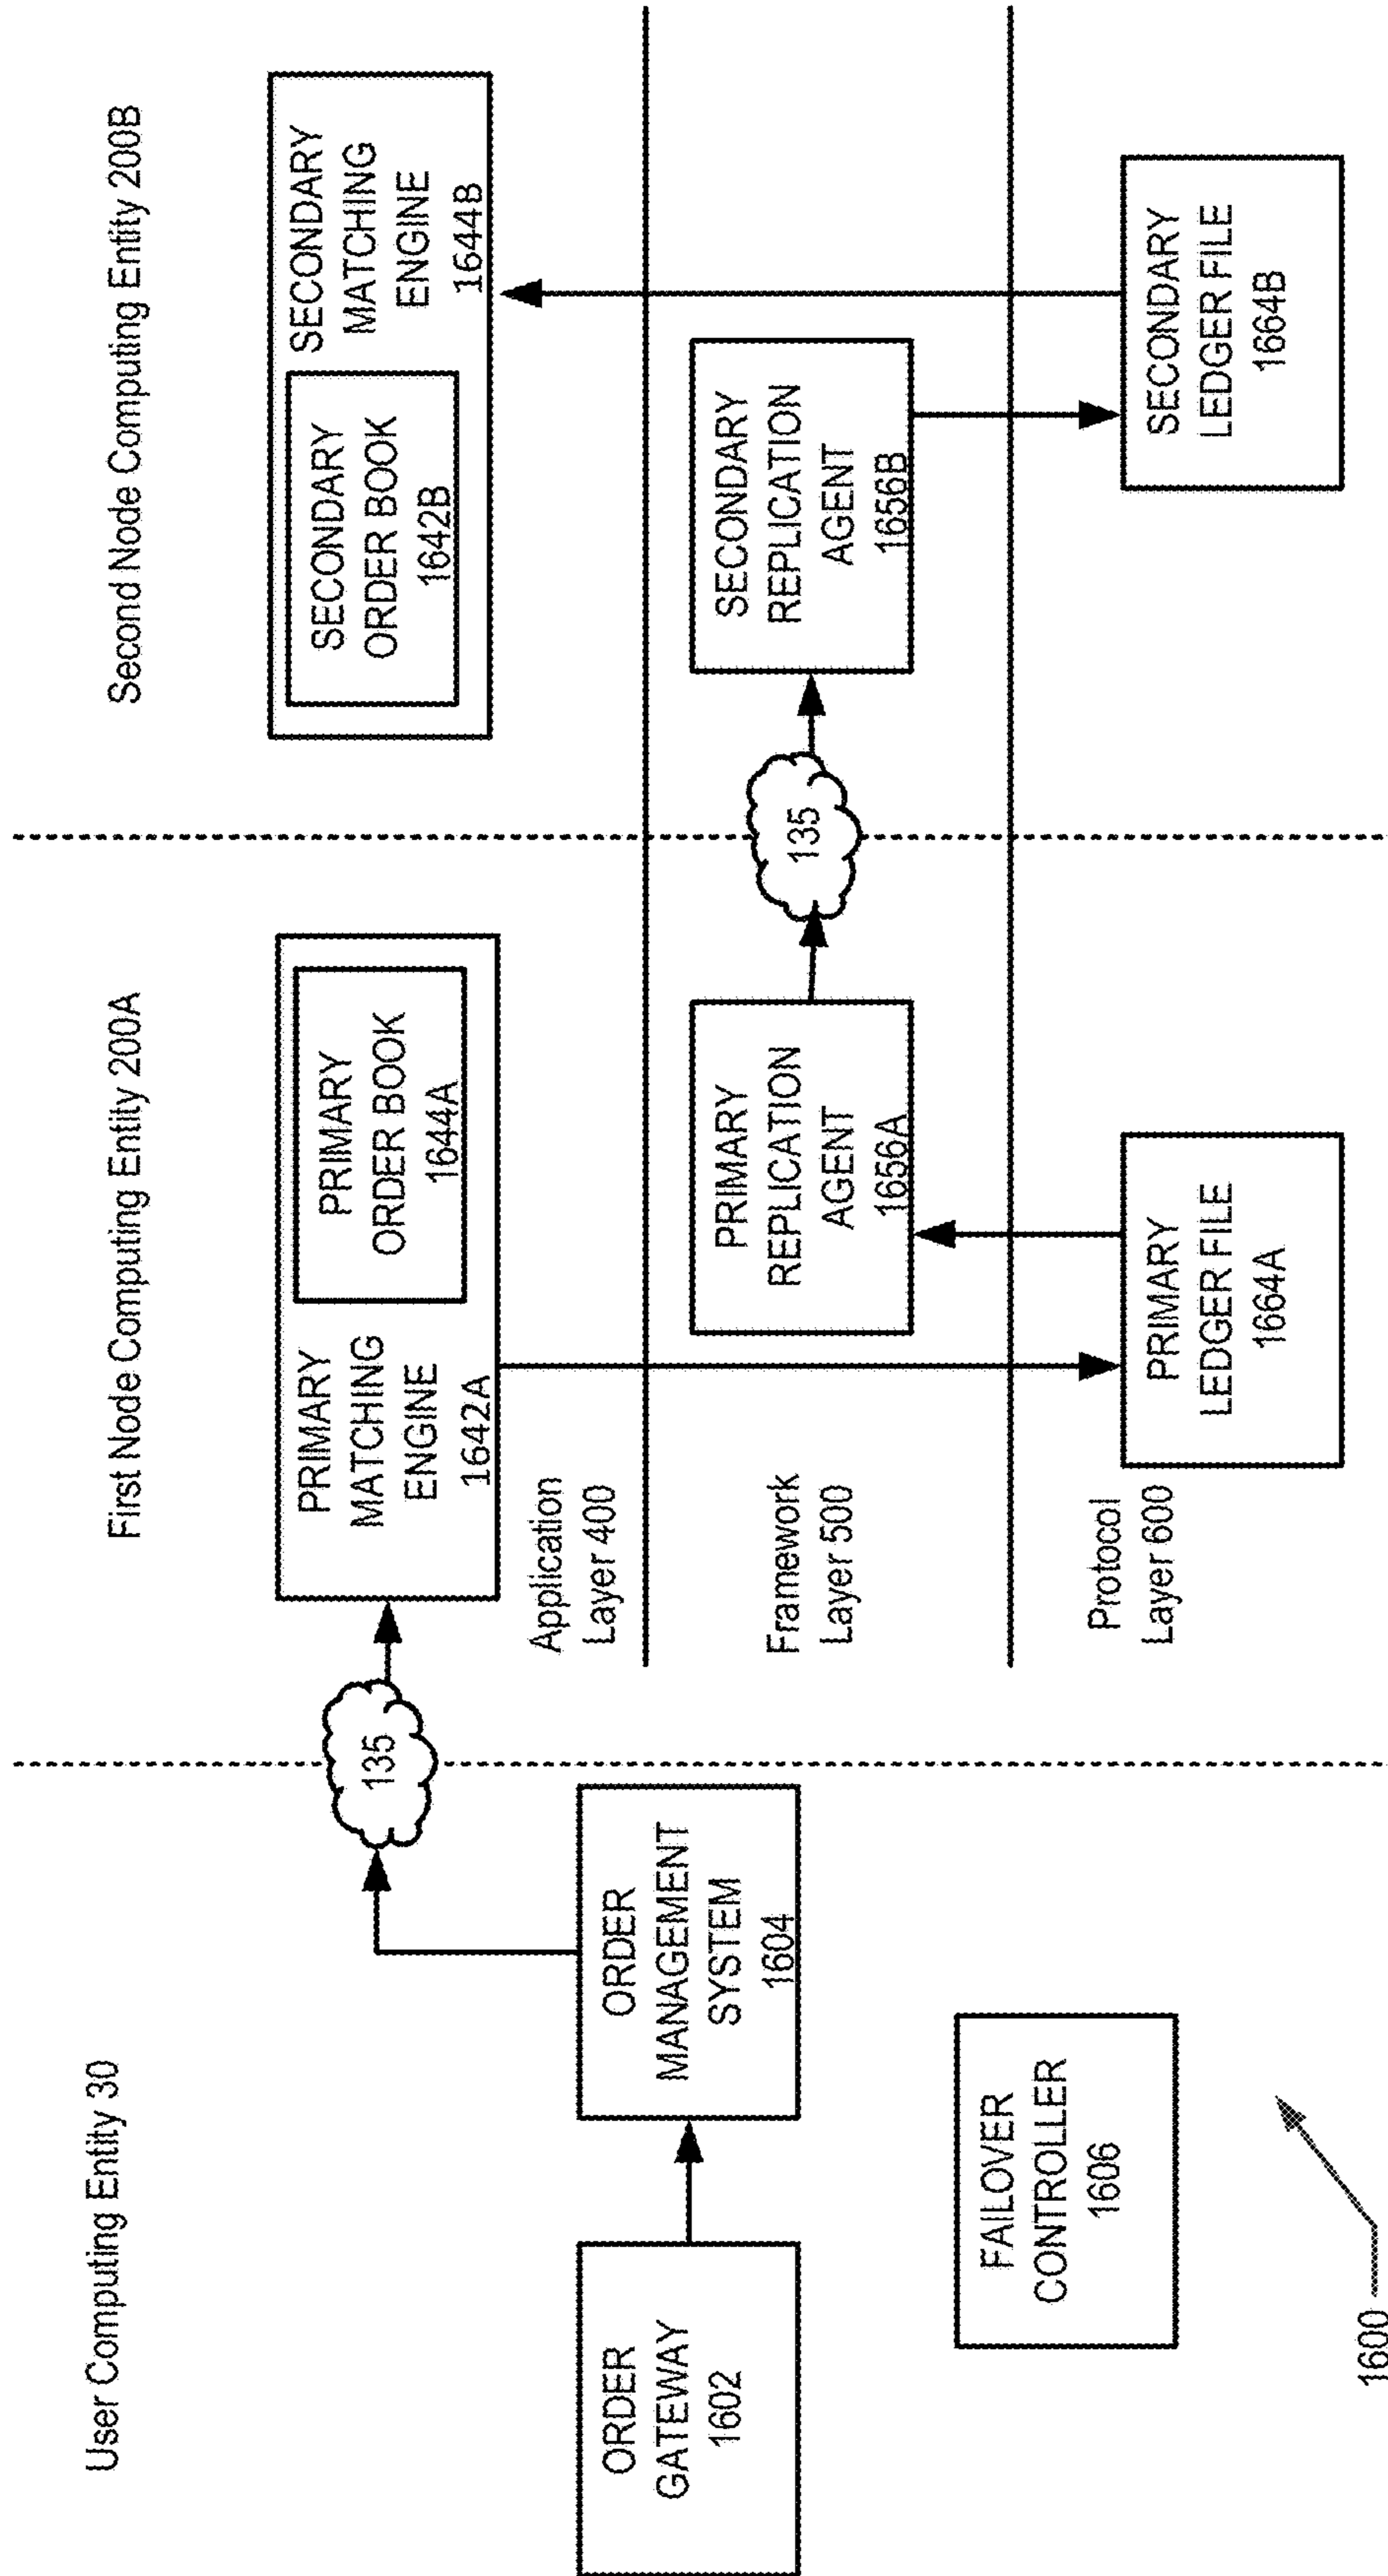 User Computing Entity 30
First Node Computing Entity 200A
Second Node Computing Entity 200B
ORDER
GATEWAY
1602
ORDER
MANAGEMENT
SYSTEM
1604
FAILOVER
CONTROLLER
1606
1600
135
PRIMARY
MATCHING
ENGINE
1642A
PRIMARY
ORDER BOOK
1644A
Application
Layer 400
Framework
Layer 500
Protocol
Layer 600
PRIMARY
REPLICATION
AGENT
1656A
PRIMARY
LEDGER FILE
1664A
135
SECONDARY
ORDER BOOK
1642B
SECONDARY
MATCHING
ENGINE
1644B
SECONDARY
REPLICATION
AGENT
1656B
SECONDARY
LEDGER FILE
1664B